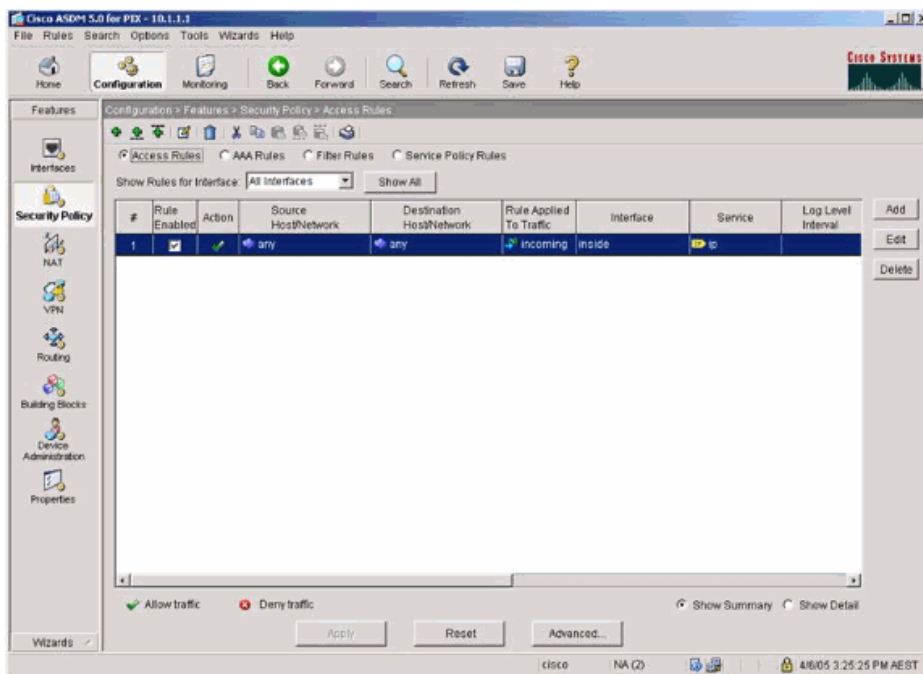 Cisco ASDM 5.0 for PIX - 10.1.1.1
File Rules Search Options Tools Wizards Help
Home Configuration Monitoring Back Forward Search Refresh Save Help
CISCO SYSTEMS
Features
Configuration > Features > Security Policy > Access Rules
Interfaces
Security Policy
NAT
VPN
Routing
Building Blocks
Device
Administration
Properties
Wizards
Access Rules AAA Rules Filter Rules Service Policy Rules
Show Rules for Interface: All Interfaces Show All
# Rule Enabled Action Source Host/Network Destination Host/Network Rule Applied To Traffic Interface Service Log Level Interval
1 any any incoming inside ip
Add
Edit
Delete
Allow traffic Deny traffic Show Summary Show Detail
Apply Reset Advanced...
cisco NA (2) 4/6/05 3:25:25 PM AEST